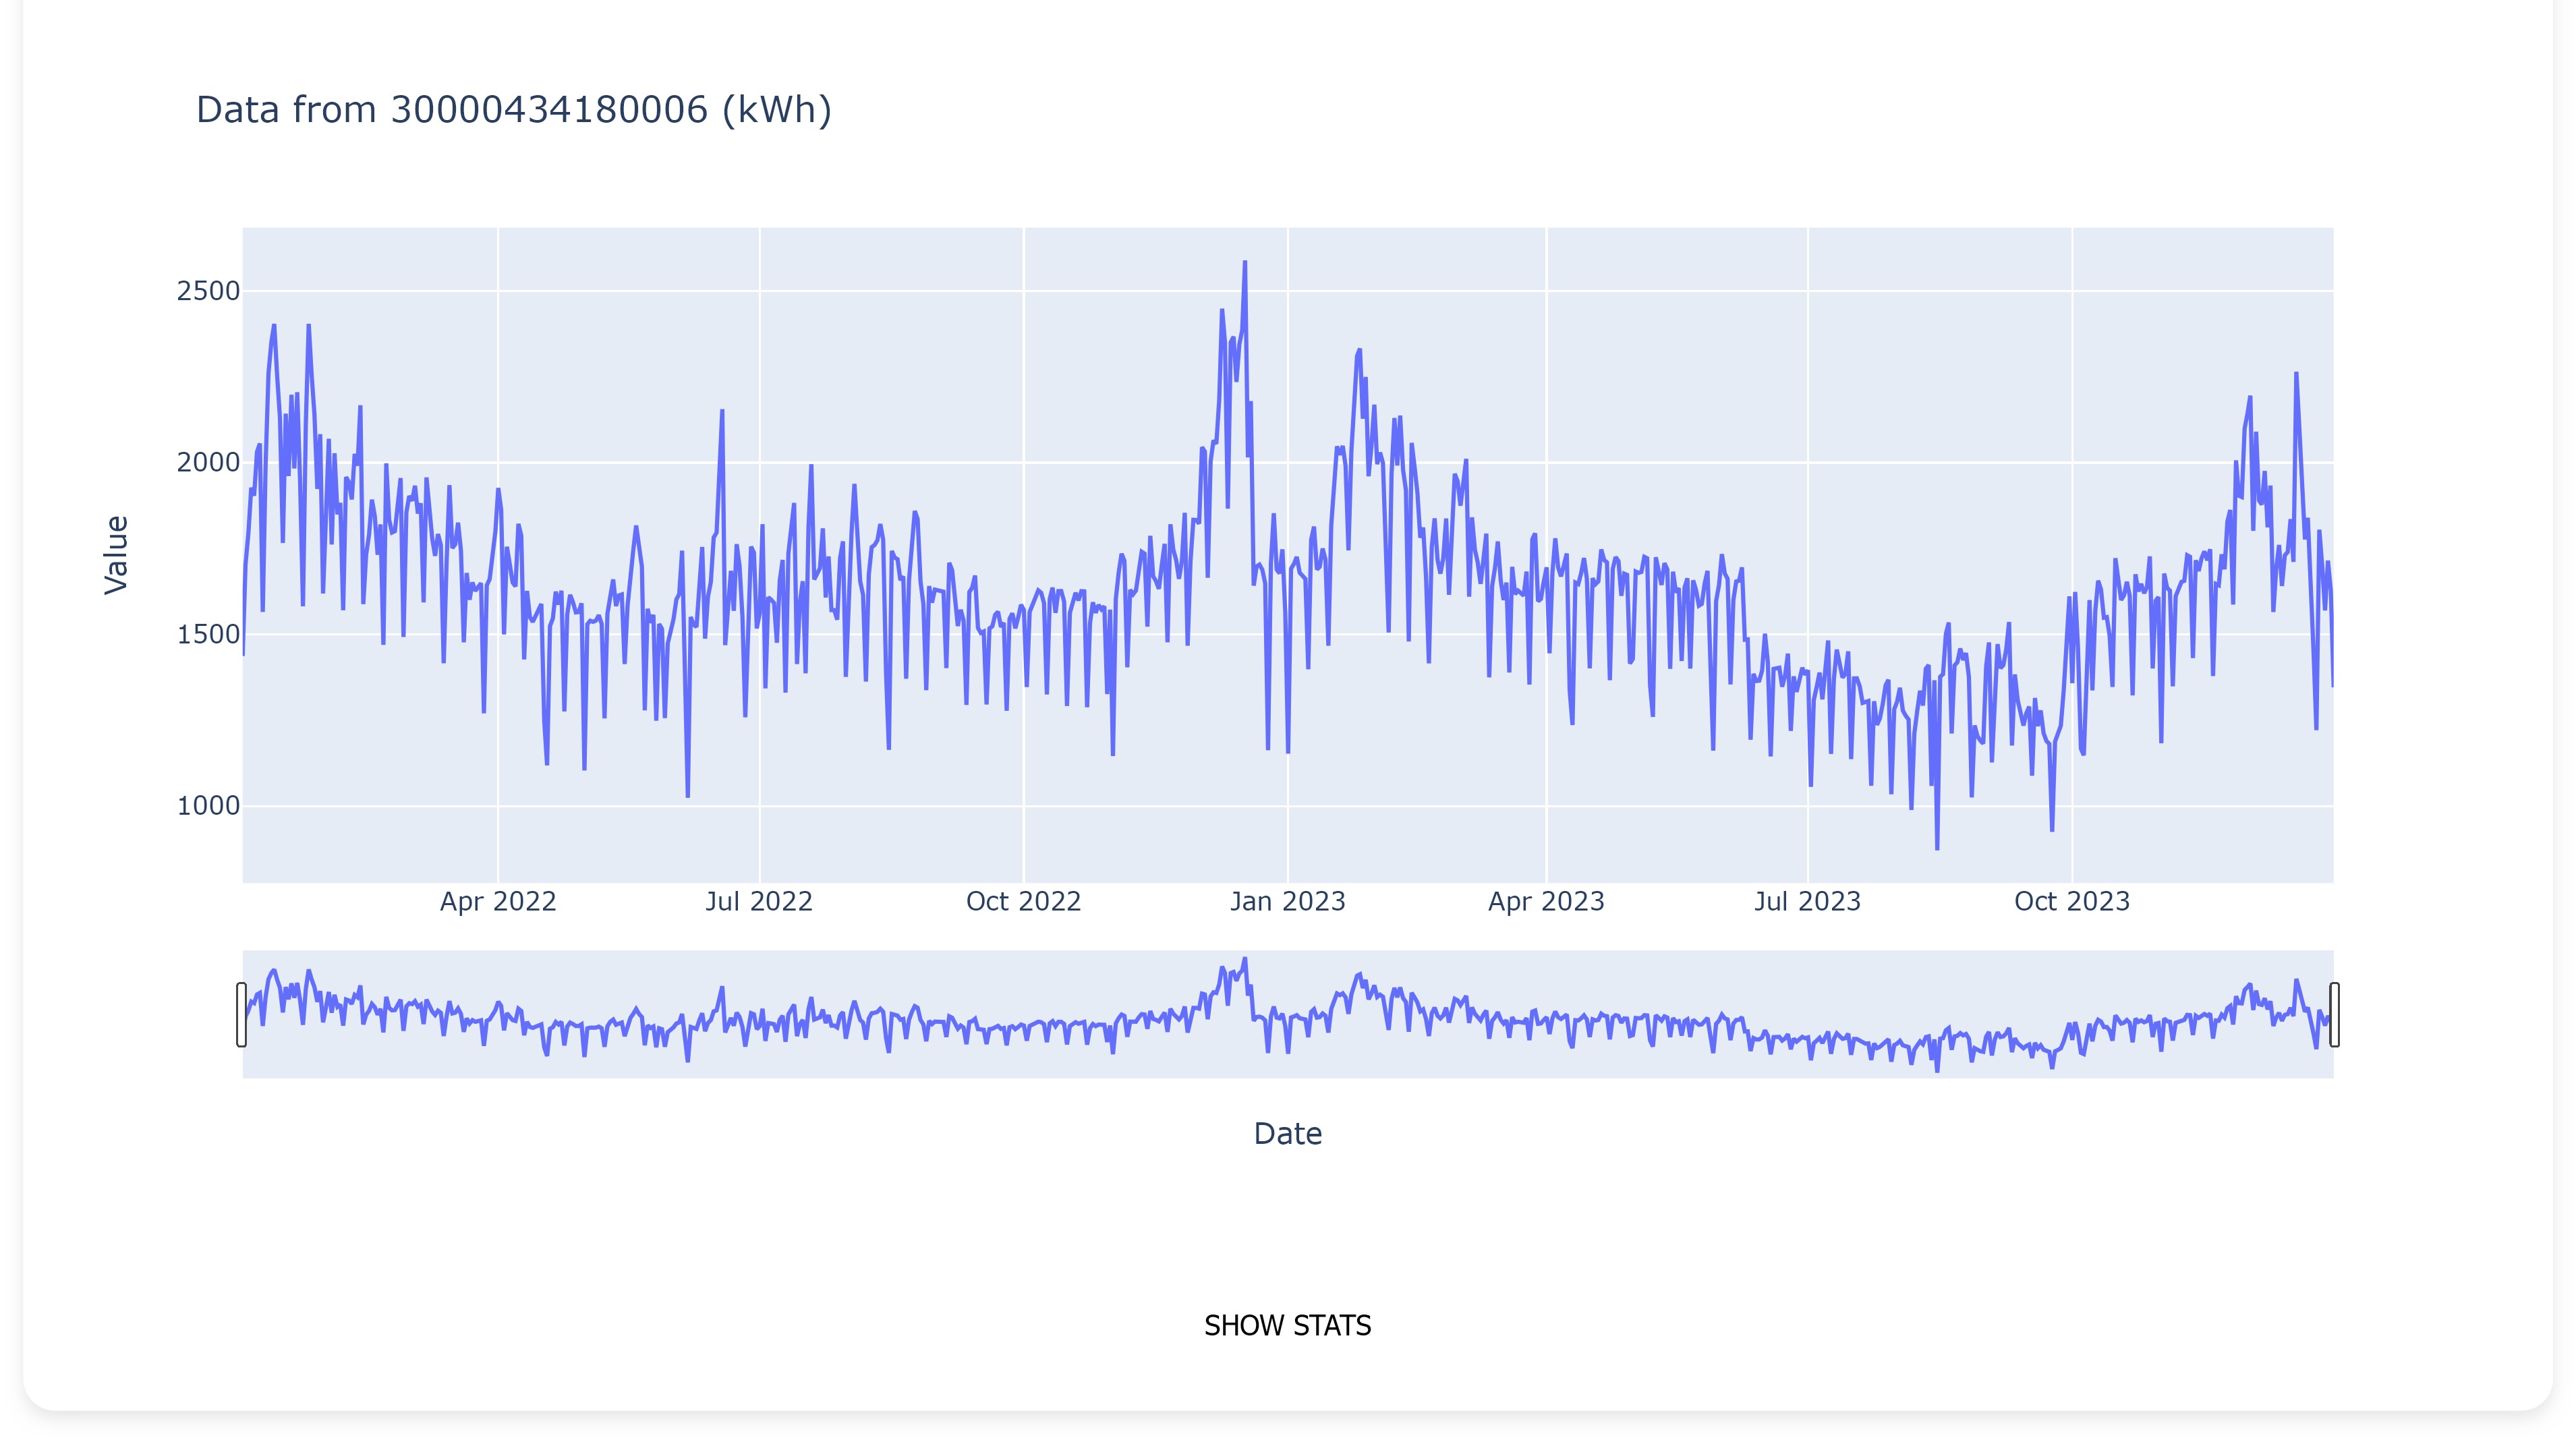 Data from 30000434180006 (kWh)
2500
2000
1500
1000
Value
Apr 2022
Jul 2022
Oct 2022
Jan 2023
Apr 2023
Jul 2023
Oct 2023
Date
SHOW STATS